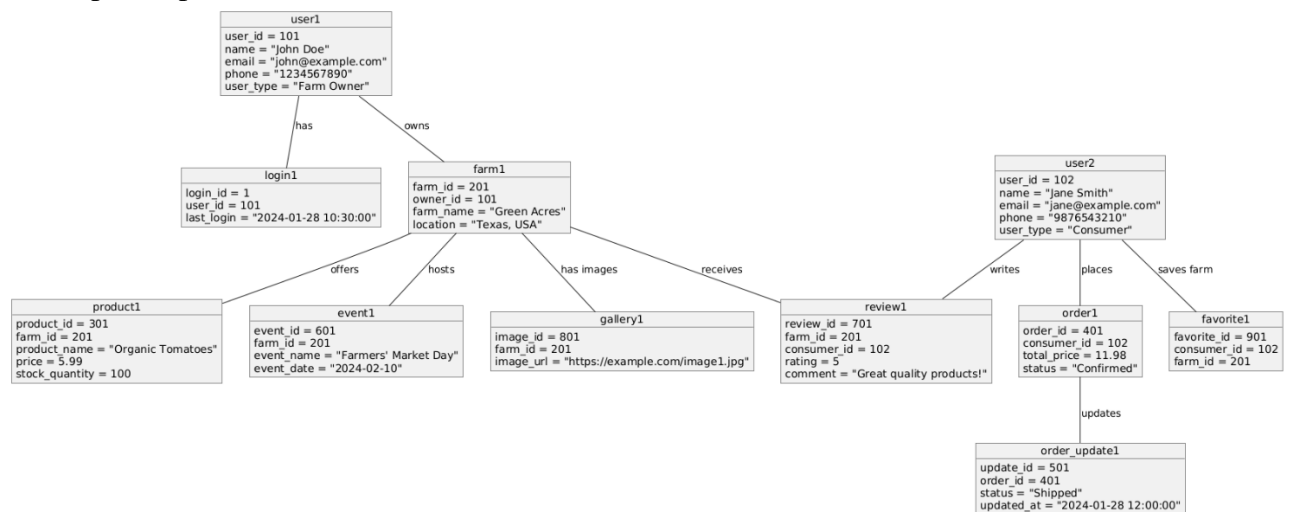 user1
user_id = 101
name = "John Doe"
email = "john@example.com"
phone = "1234567890"
user_type = "Farm Owner"
has
owns
login1
login_id = 1
user_id = 101
last_login = "2024-01-28 10:30:00"
farm1
farm_id = 201
owner_id = 101
farm_name = "Green Acres"
location = "Texas, USA"
user2
user_id = 102
name = "Jane Smith"
email = "jane@example.com"
phone = "9876543210"
user_type = "Consumer"
offers
hosts
has images
receives
writes
places
saves farm
product1
product_id = 301
farm_id = 201
product_name = "Organic Tomatoes"
price = 5.99
stock_quantity = 100
event1
event_id = 601
farm_id = 201
event_name = "Farmers' Market Day"
event_date = "2024-02-10"
gallery1
image_id = 801
farm_id = 201
image_url = "https://example.com/image1.jpg"
review1
review_id = 701
farm_id = 201
consumer_id = 102
rating = 5
comment = "Great quality products!"
order1
order_id = 401
consumer_id = 102
total_price = 11.98
status = "Confirmed"
favorite1
favorite_id = 901
consumer_id = 102
farm_id = 201
updates
order_update1
update_id = 501
order_id = 401
status = "Shipped"
updated_at = "2024-01-28 12:00:00"